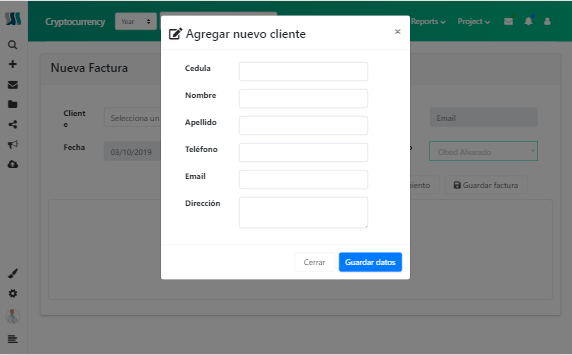 Cryptocurrency Year Reports Project
Agregar nuevo cliente ×
Nueva Factura
Cedula
Nombre
Apellido
Teléfono
Email
Dirección
Client
e
Selecciona un
Email
Fecha
03/10/2019
Obed Alvarado
Guardar factura
Cerrar
Guardar datos